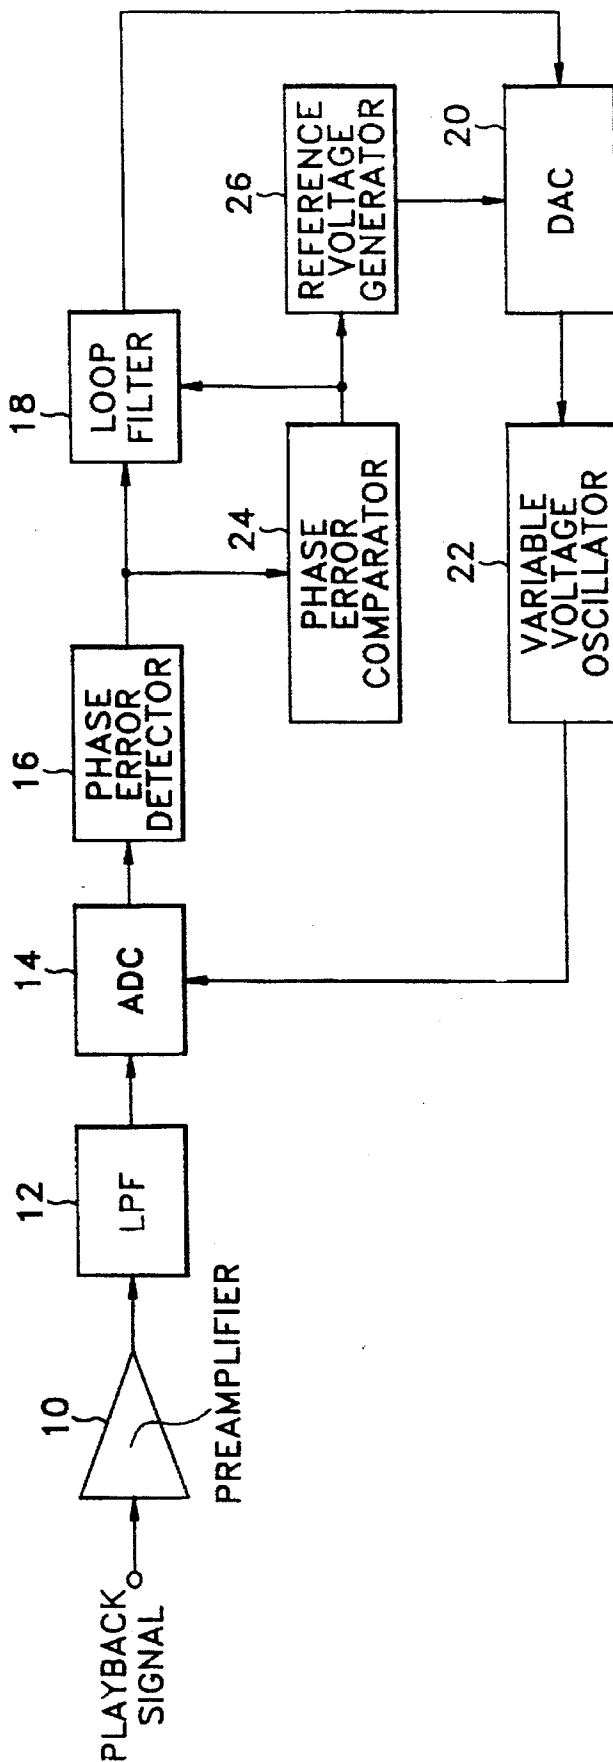 PLAYBACK
SIGNAL
10
PREAMPLIFIER
12
LPF
14
ADC
16
PHASE
ERROR
DETECTOR
18
LOOP
FILTER
24
PHASE
ERROR
COMPARATOR
26
REFERENCE
VOLTAGE
GENERATOR
20
DAC
22
VARIABLE
VOLTAGE
OSCILLATOR